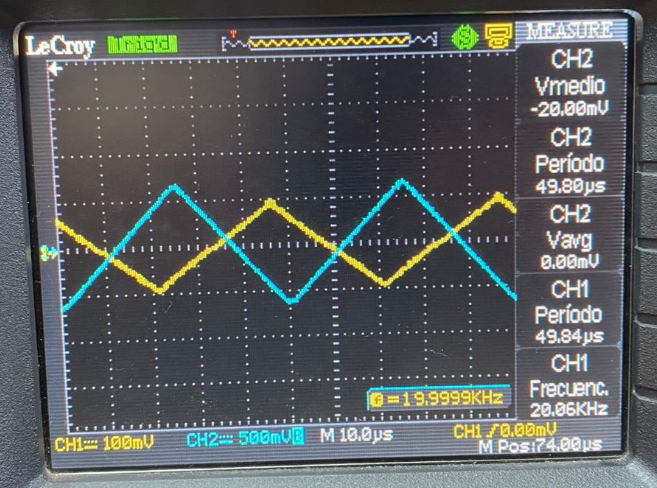 LeCroy
MEASURE
CH2
Vmedio
-20.00mV
CH2
Período
49.80µs
CH2
Vavg
0.00mV
CH1
Período
49.84µs
CH1
Frecuenc.
20.06KHz
=19.9999KHz
CH1 100mV CH2 500mV B M 10.0µs CH1 0.00mV
M Pos:74.00µs